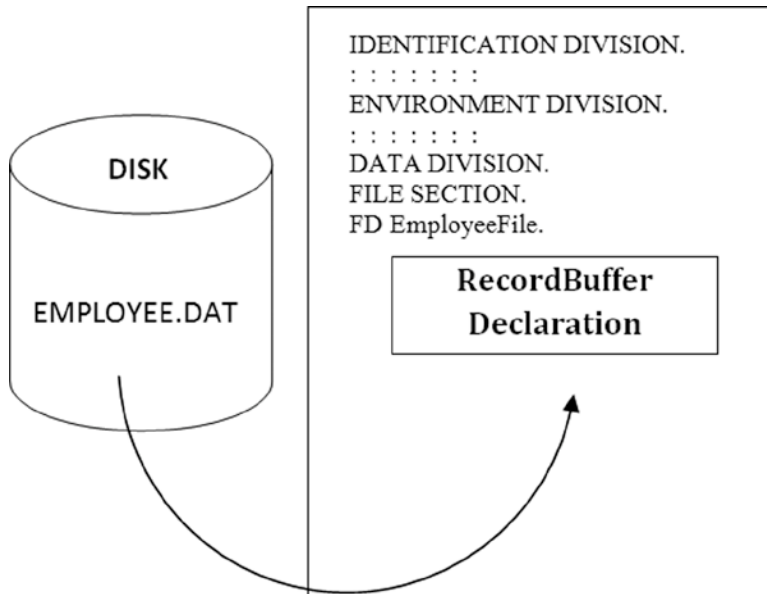 DISK
EMPLOYEE.DAT
IDENTIFICATION DIVISION.
: : : : : : :
ENVIRONMENT DIVISION.
: : : : : : :
DATA DIVISION.
FILE SECTION.
FD EmployeeFile.
RecordBuffer
Declaration